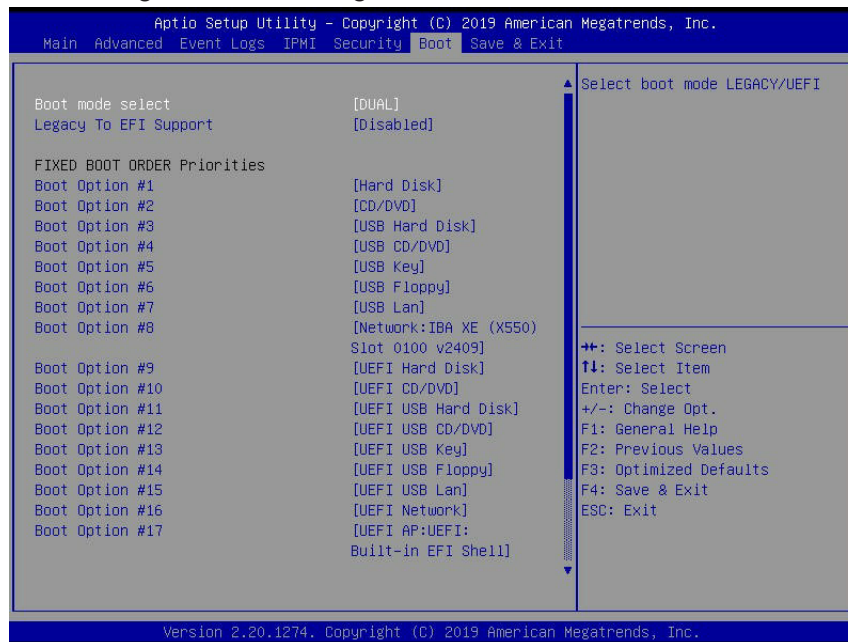 Aptio Setup Utility – Copyright (C) 2019 American Megatrends, Inc.
Main Advanced Event Logs IPMI Security Boot Save & Exit
Boot mode select [DUAL]
Legacy To EFI Support [Disabled]
FIXED BOOT ORDER Priorities
Boot Option #1 [Hard Disk]
Boot Option #2 [CD/DVD]
Boot Option #3 [USB Hard Disk]
Boot Option #4 [USB CD/DVD]
Boot Option #5 [USB Key]
Boot Option #6 [USB Floppy]
Boot Option #7 [USB Lan]
Boot Option #8 [Network:IBA XE (X550)
Slot 0100 v2409]
Boot Option #9 [UEFI Hard Disk]
Boot Option #10 [UEFI CD/DVD]
Boot Option #11 [UEFI USB Hard Disk]
Boot Option #12 [UEFI USB CD/DVD]
Boot Option #13 [UEFI USB Key]
Boot Option #14 [UEFI USB Floppy]
Boot Option #15 [UEFI USB Lan]
Boot Option #16 [UEFI Network]
Boot Option #17 [UEFI AP:UEFI:
Built-in EFI Shell]
Select boot mode LEGACY/UEFI
→←: Select Screen
↑↓: Select Item
Enter: Select
+/-: Change Opt.
F1: General Help
F2: Previous Values
F3: Optimized Defaults
F4: Save & Exit
ESC: Exit
Version 2.20.1274. Copyright (C) 2019 American Megatrends, Inc.